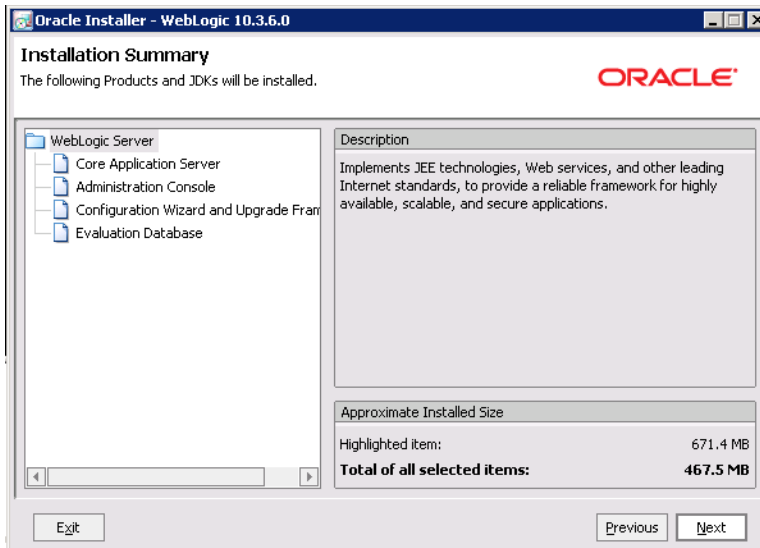 Oracle Installer - WebLogic 10.3.6.0
Installation Summary
The following Products and JDKs will be installed.
ORACLE
WebLogic Server
Core Application Server
Administration Console
Configuration Wizard and Upgrade Fram
Evaluation Database
Description
Implements JEE technologies, Web services, and other leading
Internet standards, to provide a reliable framework for highly
available, scalable, and secure applications.
Approximate Installed Size
Highlighted item: 671.4 MB
Total of all selected items: 467.5 MB
Exit
Previous
Next